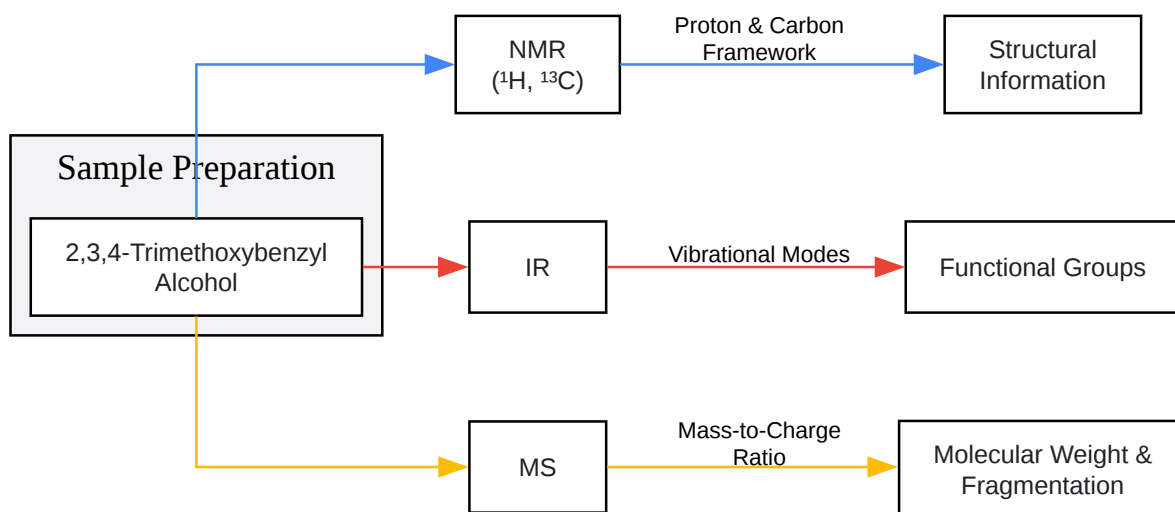 NMR
(¹H, ¹³C)
Proton & Carbon
Framework
Structural
Information
Sample Preparation
2,3,4-Trimethoxybenzyl
Alcohol
IR
Vibrational Modes
Functional Groups
MS
Mass-to-Charge
Ratio
Molecular Weight &
Fragmentation